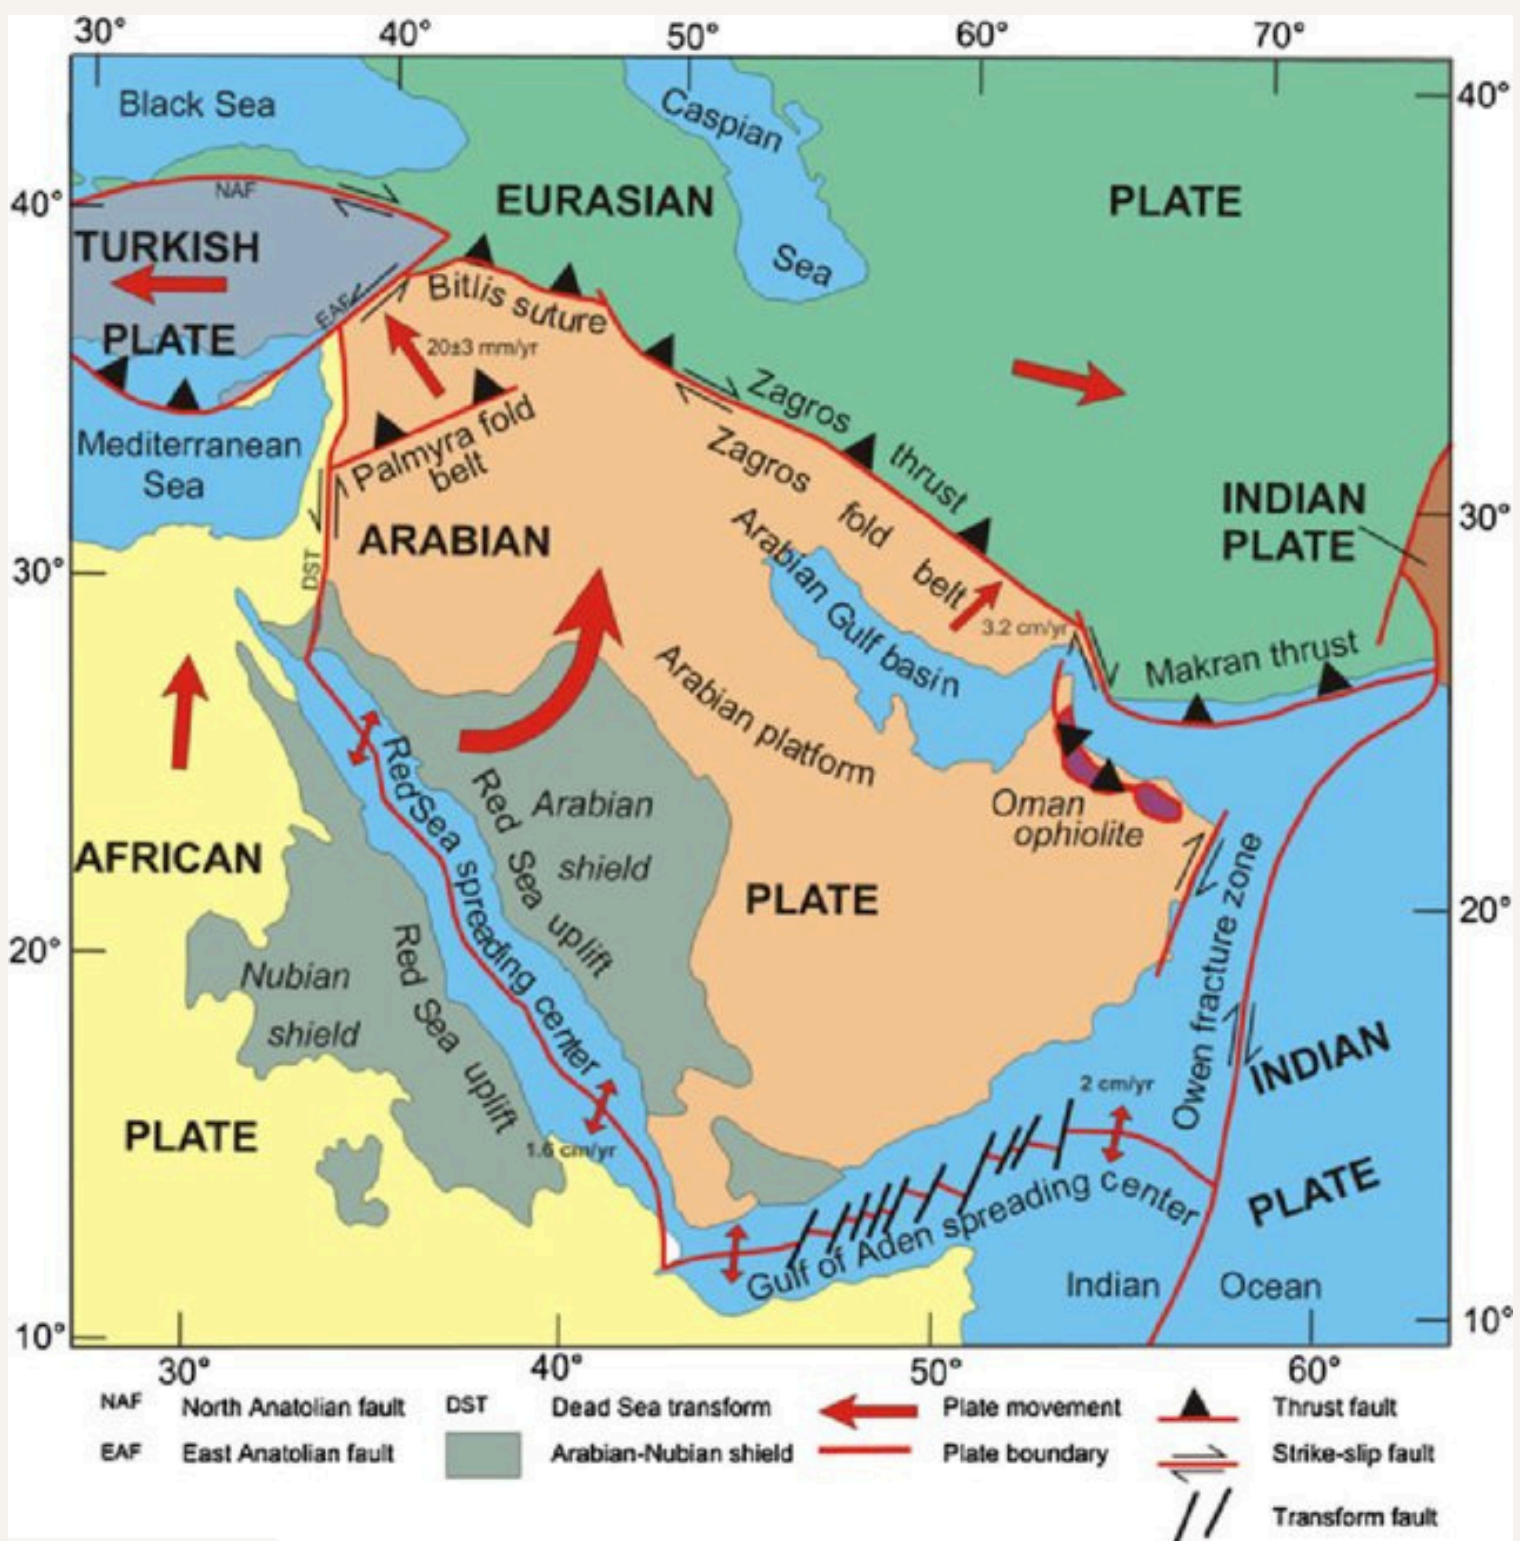 30° 40° 50° 60° 70°
Black Sea
Caspian
Sea
40°
40°
NAF
EURASIAN
PLATE
TURKISH
PLATE
EAF
Bitlis suture
20±3 mm/yr
Zagros thrust
Mediterranean
Sea
Palmyra fold
belt
Zagros fold belt
INDIAN
PLATE
30°
30°
ARABIAN
DST
Arabian Gulf basin
3.2 cm/yr
Makran thrust
Arabian platform
Red Sea spreading center
Red Sea uplift
Arabian
shield
Oman
ophiolite
AFRICAN
PLATE
20°
20°
Nubian
shield
Red Sea uplift
PLATE
Owen fracture zone
INDIAN
PLATE
2 cm/yr
1.6 cm/yr
Gulf of Aden spreading center
Indian Ocean
10°
10°
30° 40° 50° 60°
NAF North Anatolian fault
EAF East Anatolian fault
DST Dead Sea transform
Arabian-Nubian shield
Plate movement
Plate boundary
Thrust fault
Strike-slip fault
Transform fault